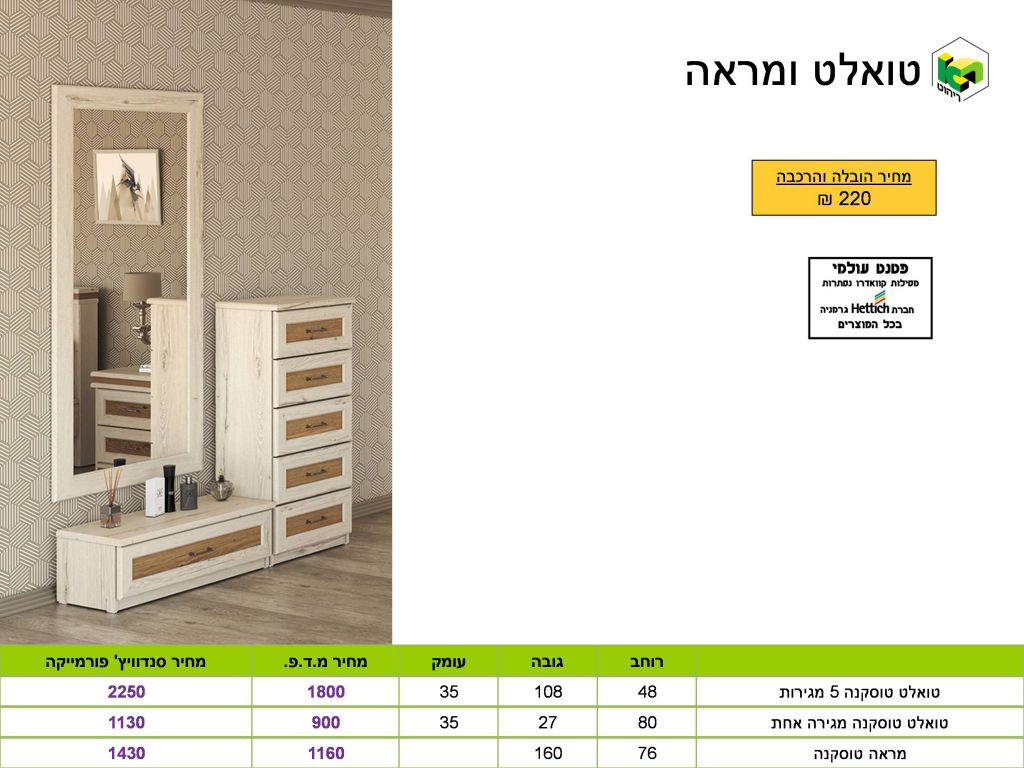 טואלט ומראה
ריהוט
מחיר הובלה והרכבה
220 ₪
פטנט עולמי
מסילות קוואדרו נסתרות
חברת Hettich גרמניה
בכל המוצרים
רוחב גובה עומק מחיר מ.ד.פ. מחיר סנדוויץ' פורמייקה
טואלט טוסקנה 5 מגירות 48 108 35 1800 2250
טואלט טוסקנה מגירה אחת 80 27 35 900 1130
מראה טוסקנה 76 160 1160 1430